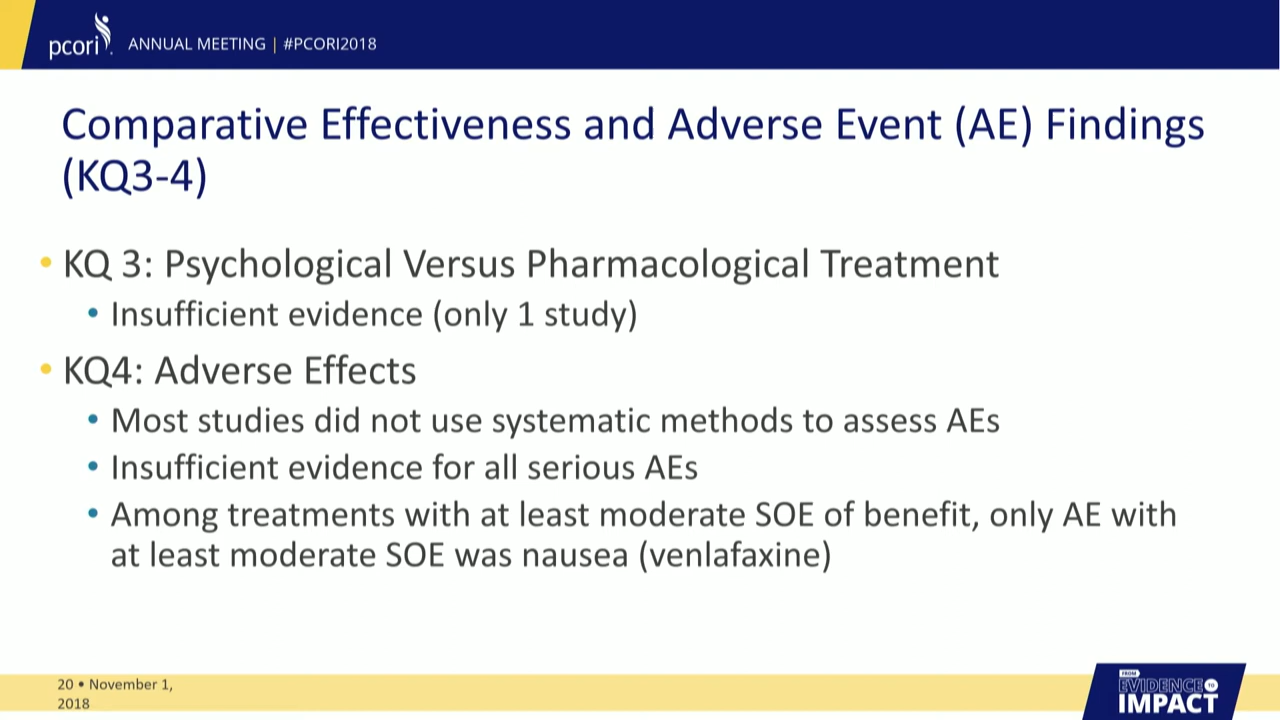 pcori
ANNUAL MEETING | #PCORI2018
Comparative Effectiveness and Adverse Event (AE) Findings
(KQ3-4)
• KQ 3: Psychological Versus Pharmacological Treatment
• Insufficient evidence (only 1 study)
• KQ4: Adverse Effects
• Most studies did not use systematic methods to assess AEs
• Insufficient evidence for all serious AEs
• Among treatments with at least moderate SOE of benefit, only AE with
at least moderate SOE was nausea (venlafaxine)
20 • November 1,
2018
FROM
EVIDENCE TO
IMPACT